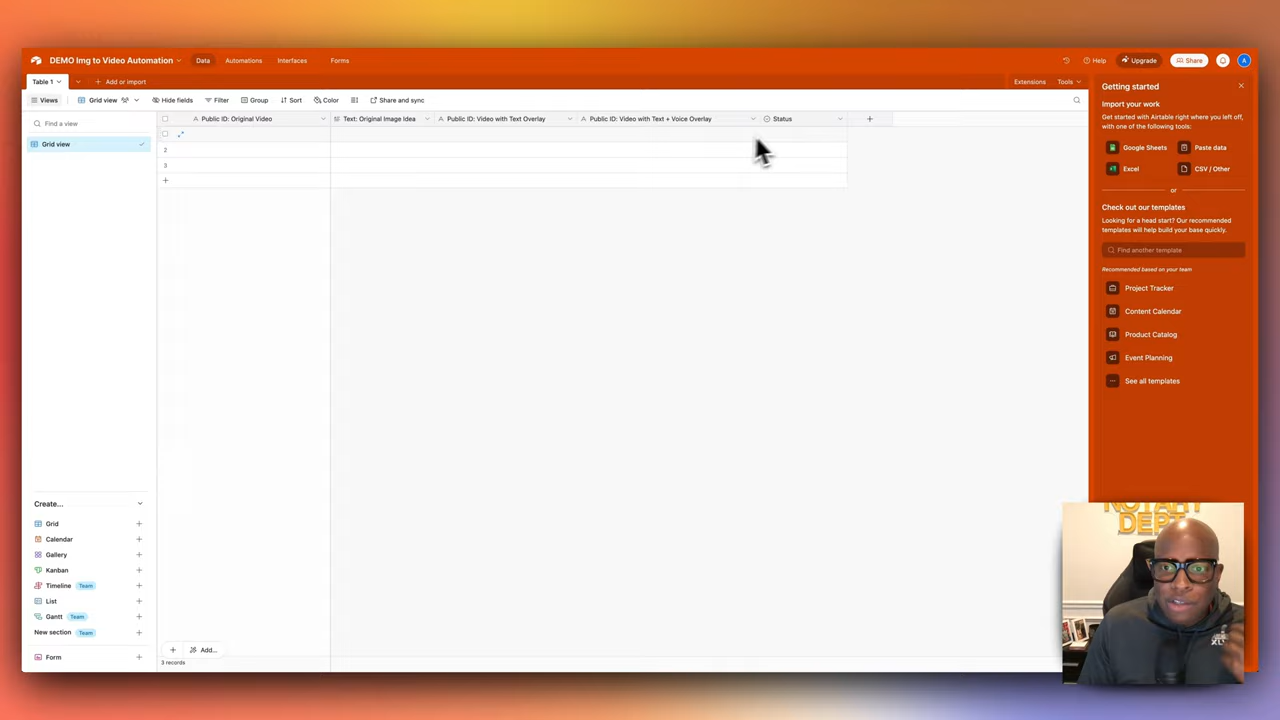 DEMO Img to Video Automation
Data
Automations
Interfaces
Forms
Help
Upgrade
Share
A
Table 1
Add or import
Extensions
Tools
Views
Grid view
Hide fields
Filter
Group
Sort
Color
Share and sync
Find a view
Grid view
Public ID: Original Video
Text: Original Image Idea
Public ID: Video with Text Overlay
Public ID: Video with Text + Voice Overlay
Status
2
3
Create...
Grid
Calendar
Gallery
Kanban
Timeline Team
List
Gantt Team
New section Team
Form
Add...
3 records
Getting started
Import your work
Get started with Airtable right where you left off,
with one of the following tools:
Google Sheets
Paste data
Excel
CSV / Other
or
Check out our templates
Looking for a head start? Our recommended
templates will help build your base quickly.
Find another template
Recommended based on your team
Project Tracker
Content Calendar
Product Catalog
Event Planning
See all templates
NOTARY
DEPT